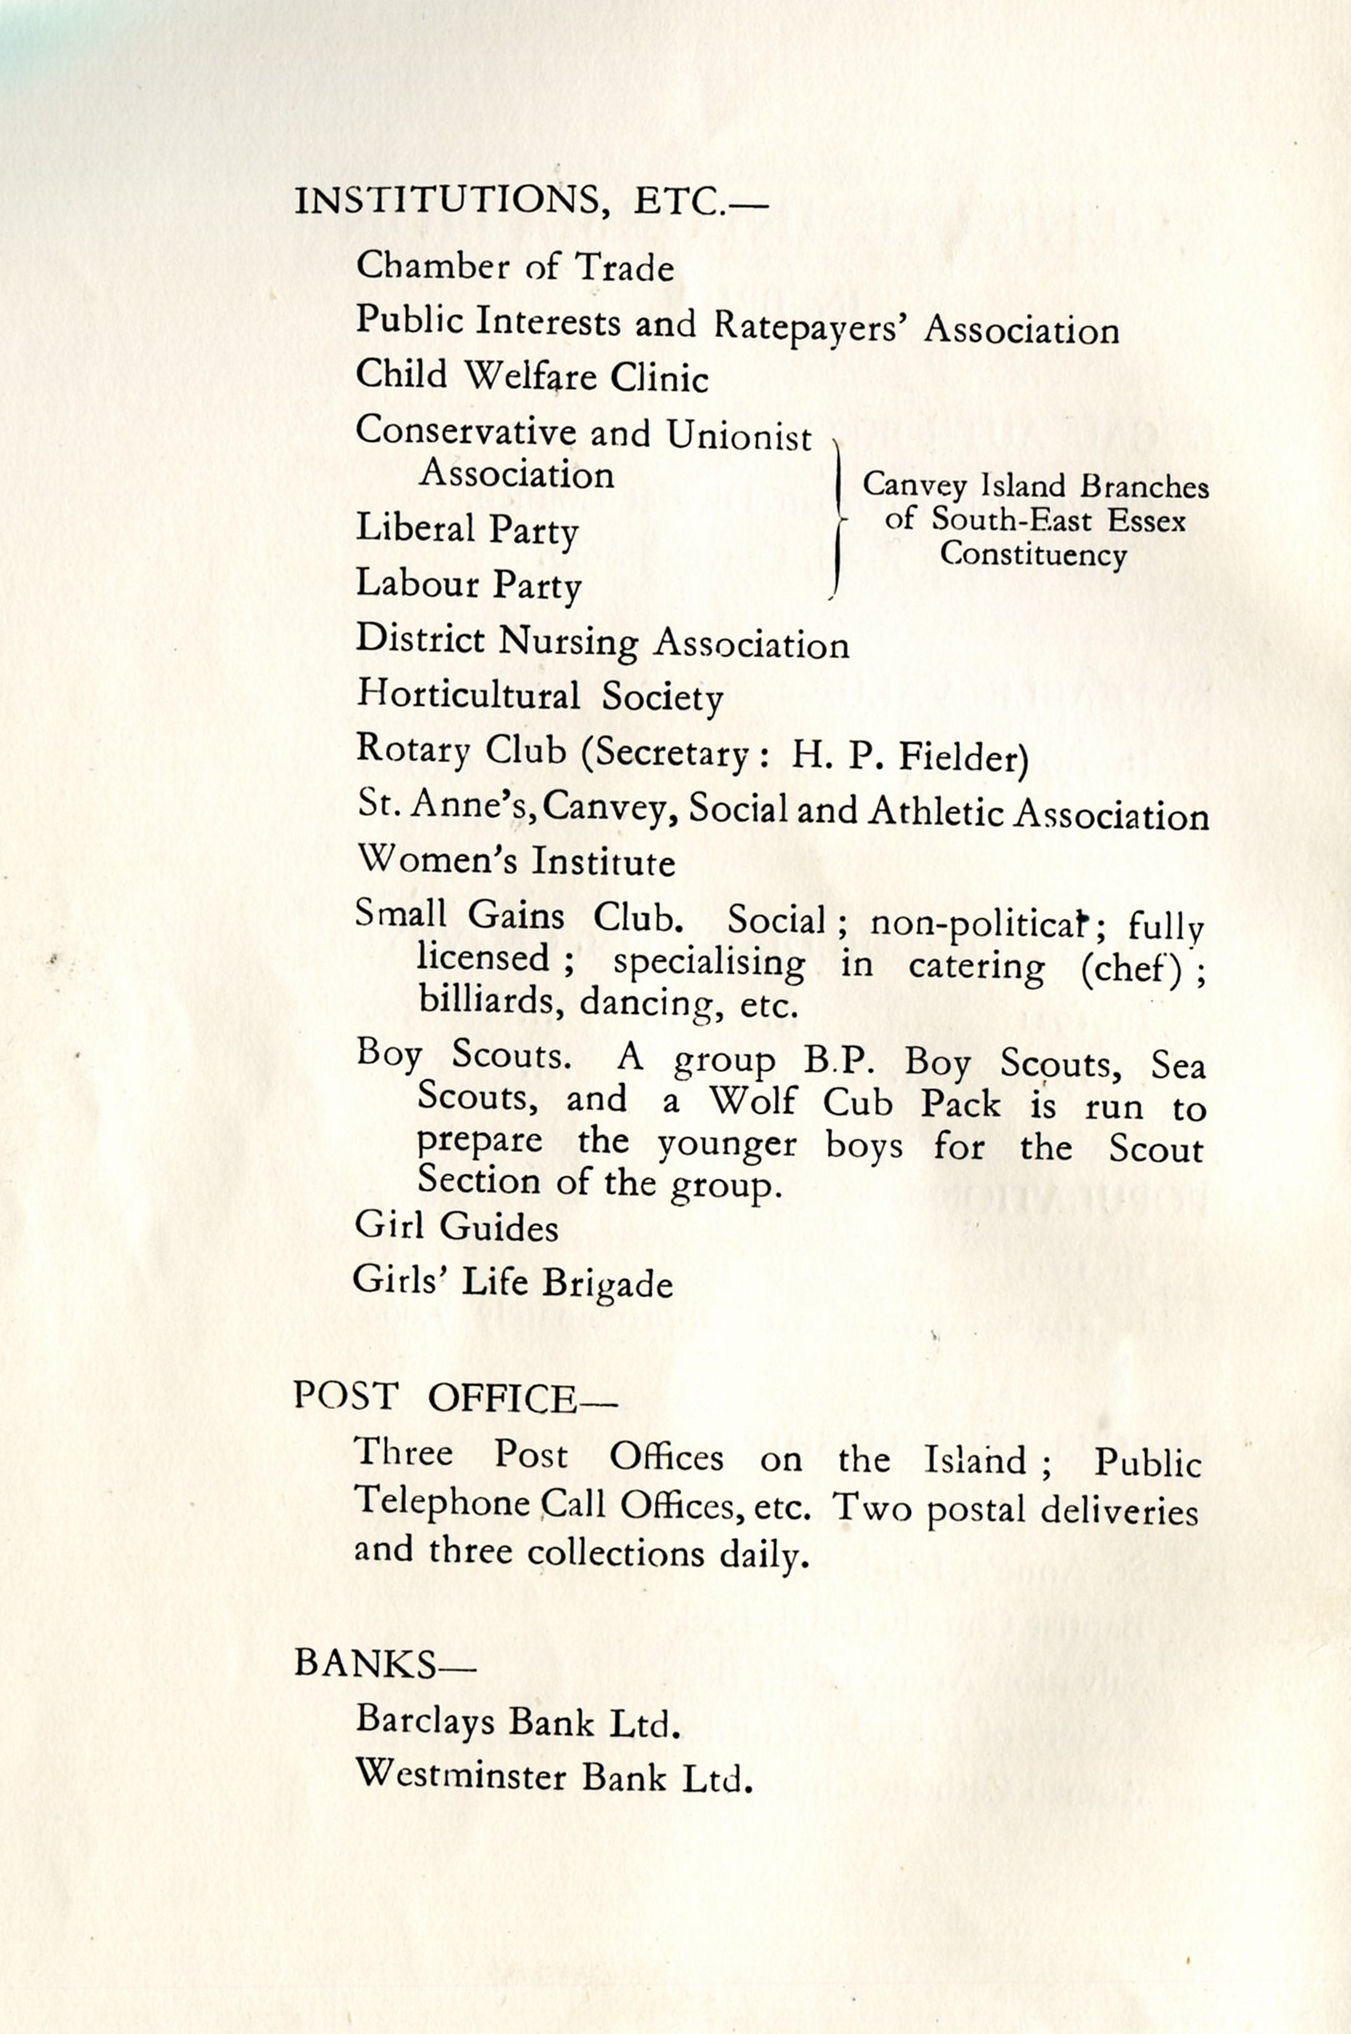 INSTITUTIONS, ETC.—
Chamber of Trade
Public Interests and Ratepayers’ Association
Child Welfare Clinic
Conservative and Unionist
Association
Liberal Party
Labour Party
Canvey Island Branches
of South-East Essex
Constituency
District Nursing Association
Horticultural Society
Rotary Club (Secretary : H. P. Fielder)
St. Anne’s, Canvey, Social and Athletic Association
Women’s Institute
Small Gains Club. Social ; non-political ; fully
licensed ; specialising in catering (chef) ;
billiards, dancing, etc.
Boy Scouts. A group B.P. Boy Scouts, Sea
Scouts, and a Wolf Cub Pack is run to
prepare the younger boys for the Scout
Section of the group.
Girl Guides
Girls’ Life Brigade
POST OFFICE—
Three Post Offices on the Island ; Public
Telephone Call Offices, etc. Two postal deliveries
and three collections daily.
BANKS—
Barclays Bank Ltd.
Westminster Bank Ltd.